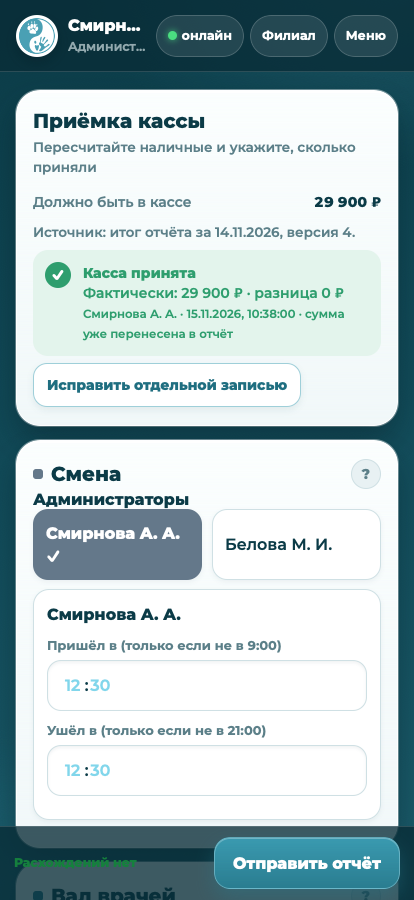 Смирн...
Админист...
онлайн
Филиал
Меню
Приёмка кассы
Пересчитайте наличные и укажите, сколько
приняли
Должно быть в кассе
29 900 ₽
Источник: итог отчёта за 14.11.2026, версия 4.
Касса принята
Фактически: 29 900 ₽ · разница 0 ₽
Смирнова А. А. · 15.11.2026, 10:38:00 · сумма
уже перенесена в отчёт
Исправить отдельной записью
Смена
?
Администраторы
Смирнова А. А.
Белова М. И.
Смирнова А. А.
Пришёл в (только если не в 9:00)
12 :30
Ушёл в (только если не в 21:00)
12 :30
Расхождений нет
Отправить отчёт
Вал врачей
?